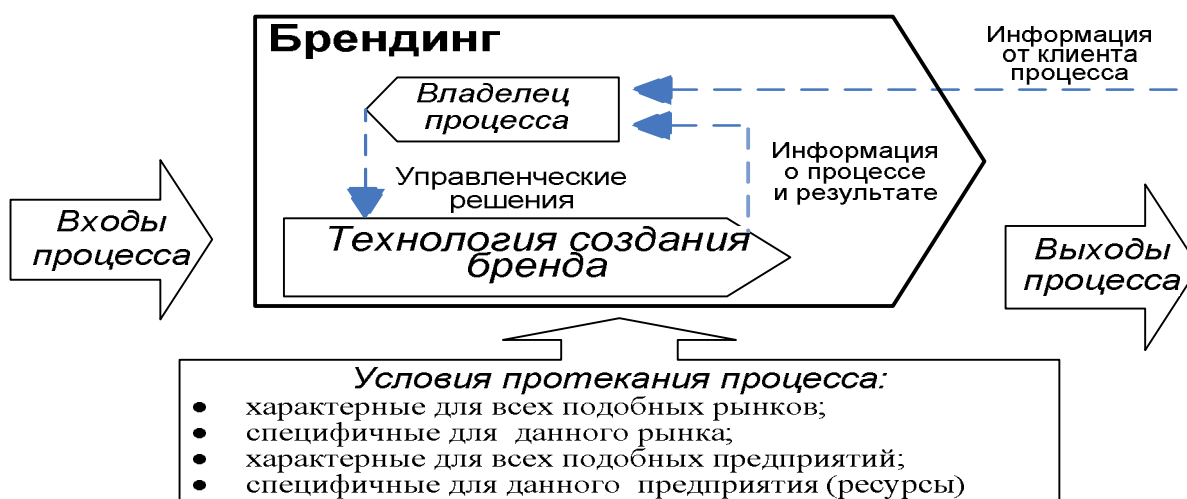 Брендинг
Информация
от клиента
процесса
Владелец
процесса
Информация
о процессе
и результате
Управленческие
решения
Входы
процесса
Технология создания
бренда
Выходы
процесса
Условия протекания процесса:
● характерные для всех подобных рынков;
● специфичные для данного рынка;
● характерные для всех подобных предприятий;
● специфичные для данного предприятия (ресурсы)